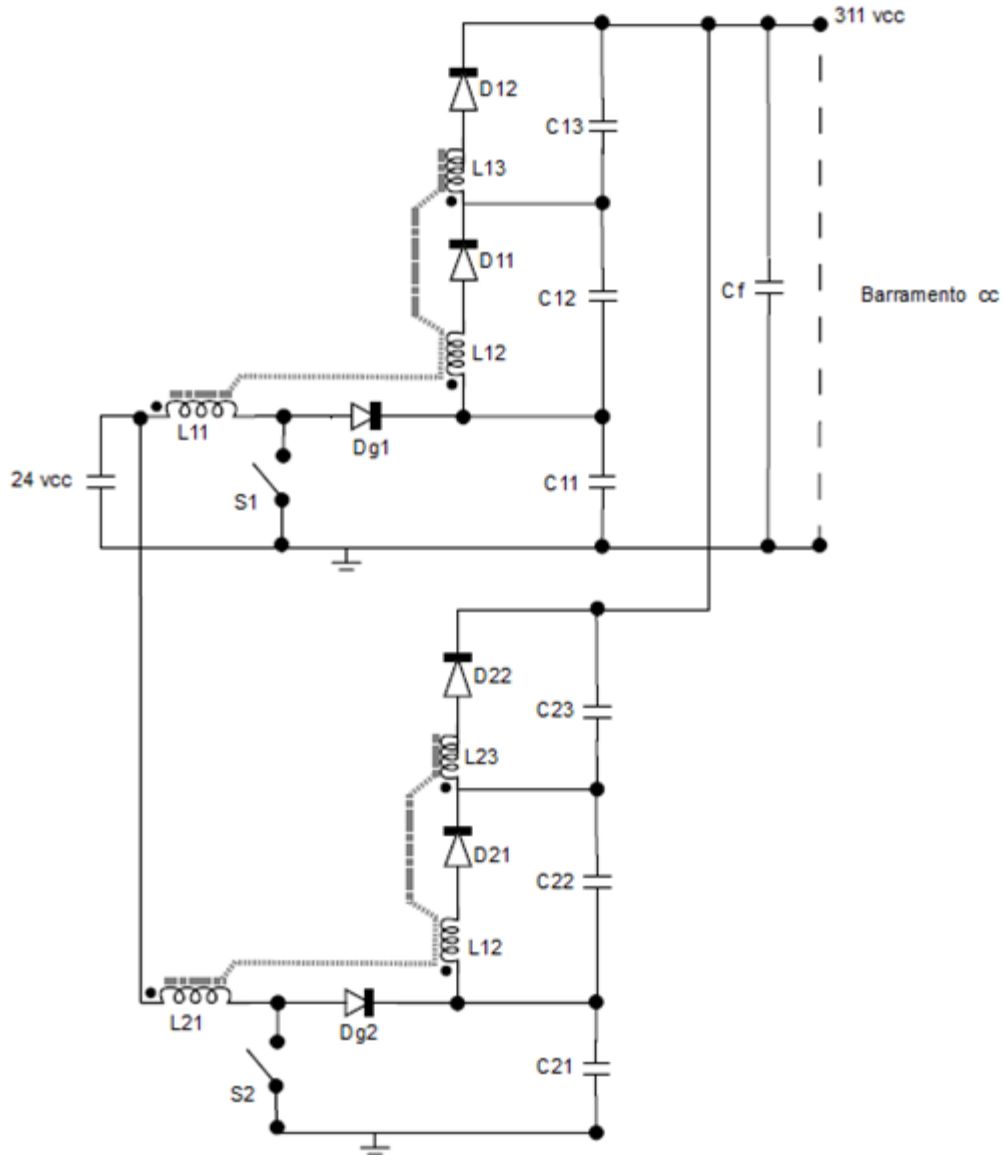 311 vcc
D12
C13
L13
D11
C12
Cf
Barramento cc
L12
L11
Dg1
24 vcc
C11
S1
D22
C23
L23
D21
C22
L12
L21
Dg2
C21
S2